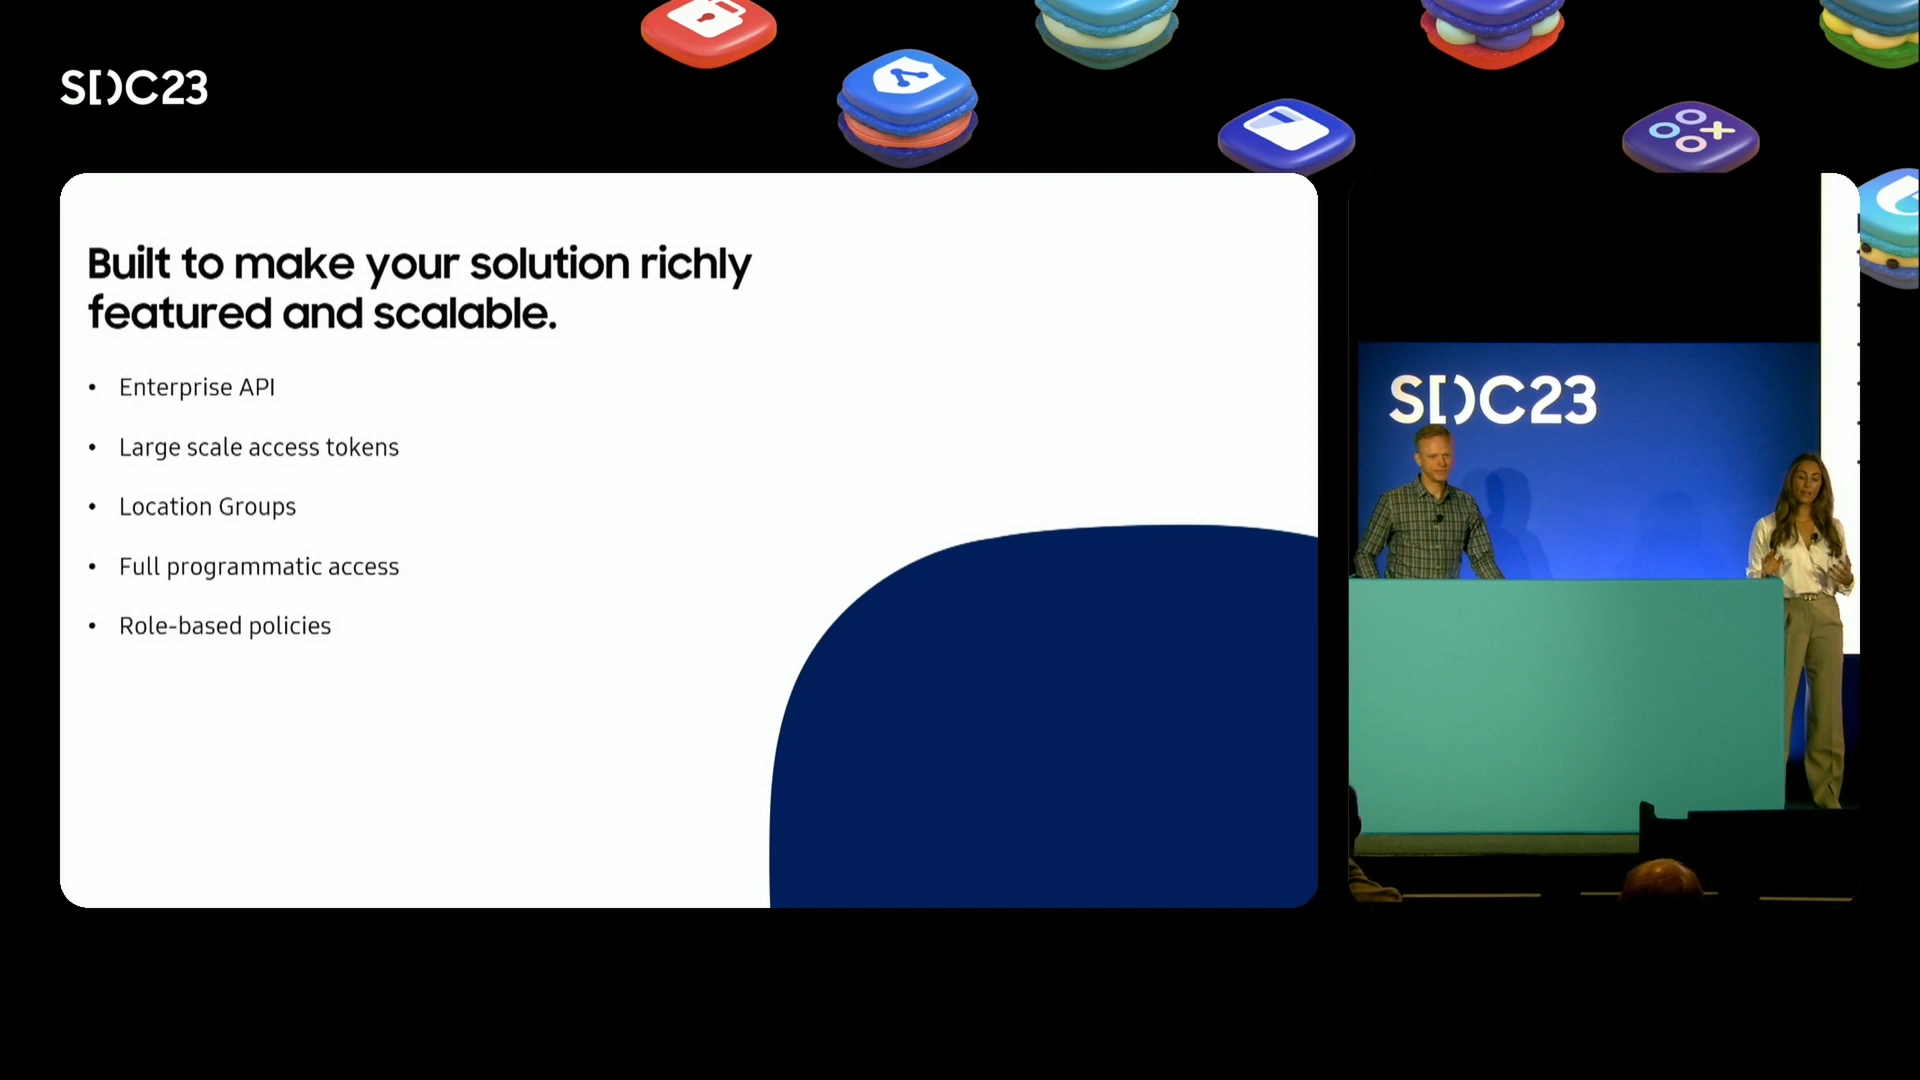 SDC23
Built to make your solution richly
featured and scalable.
• Enterprise API
• Large scale access tokens
• Location Groups
• Full programmatic access
• Role-based policies
SDC23